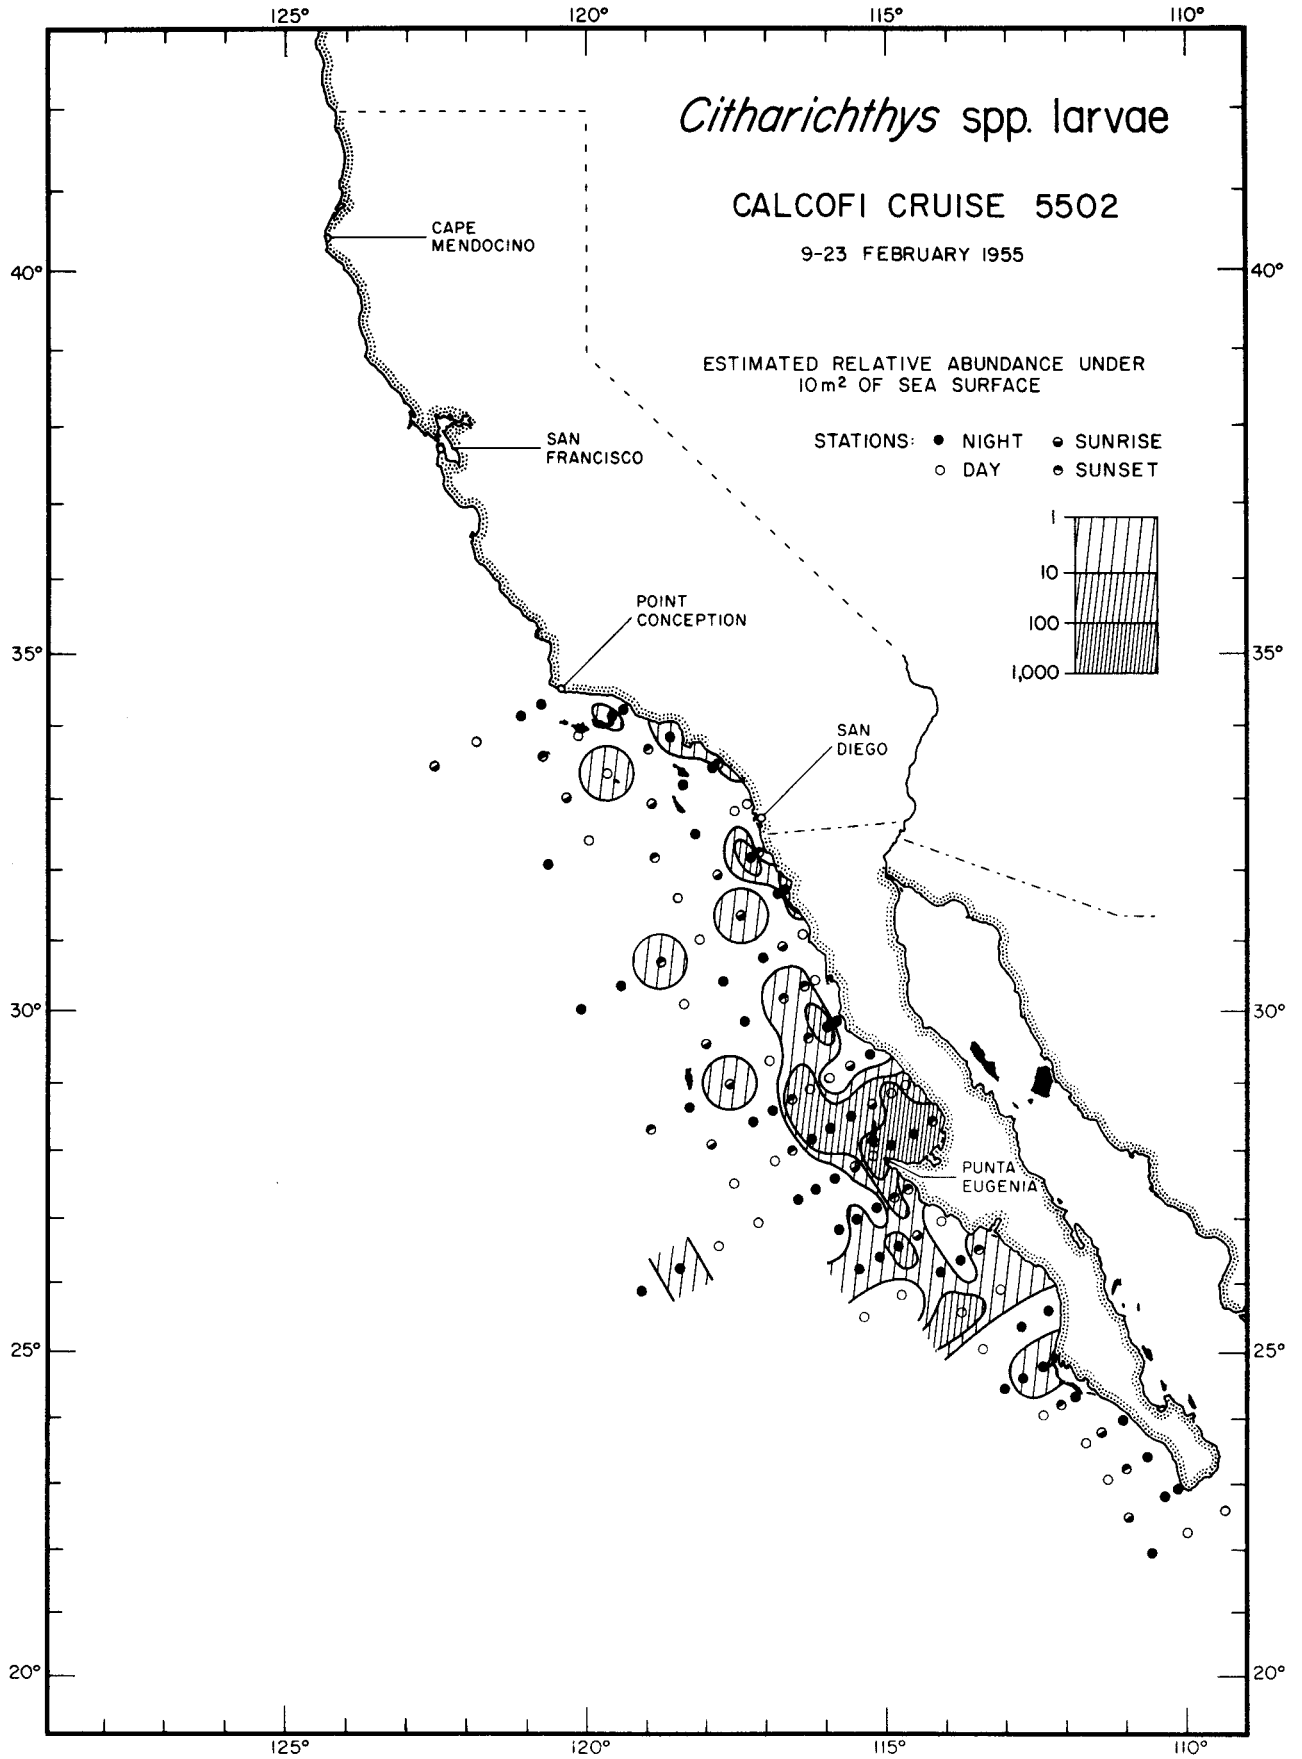 125° 120° 115° 110°
Citharichthys spp. larvae
CALCOFI CRUISE 5502
9-23 FEBRUARY 1955
CAPE
MENDOCINO
40° 40°
ESTIMATED RELATIVE ABUNDANCE UNDER
10m² OF SEA SURFACE
STATIONS: NIGHT SUNRISE
DAY SUNSET
SAN
FRANCISCO
1
10
100
1,000
POINT
CONCEPTION
35° 35°
SAN
DIEGO
30° 30°
PUNTA
EUGENIA
25° 25°
20° 20°
125° 120° 115° 110°